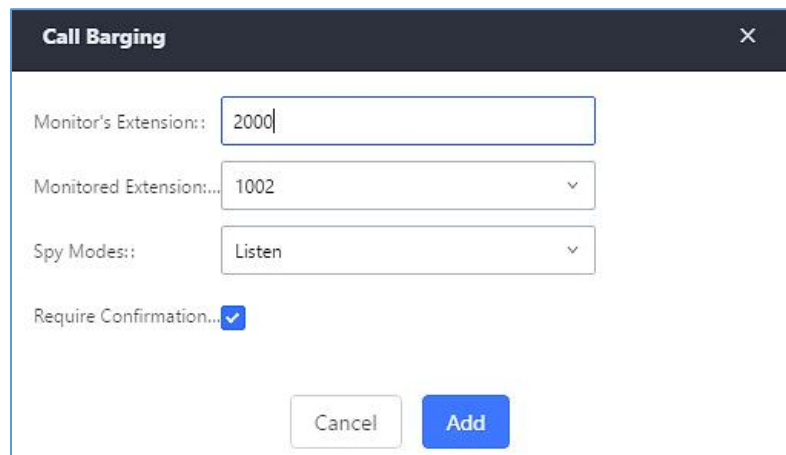 Call Barging
Monitor's Extension:: 2000
Monitored Extension:... 1002
Spy Modes:: Listen
Require Confirmation...
Cancel Add